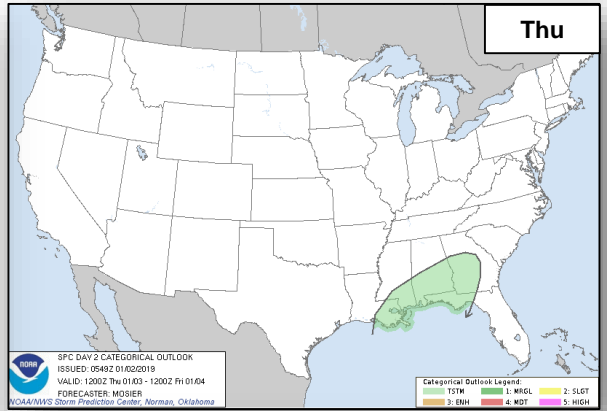 Thu
NOAA
SPC DAY 2 CATEGORICAL OUTLOOK
ISSUED: 0549Z 01/02/2019
VALID: 1200Z Thu 01/03 - 1200Z Fri 01/04
FORECASTER: MOSIER
NOAA/NWS Storm Prediction Center, Norman, Oklahoma
Categorical Outlook Legend:
TSTM 1: MRGL 2: SLGT
3: ENH 4: MDT 5: HIGH